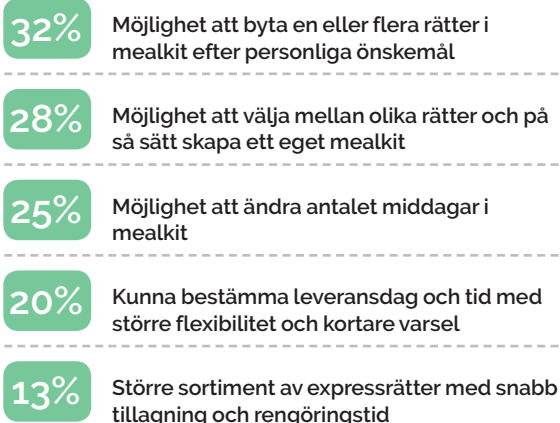 32%
Möjlighet att byta en eller flera rätter i
mealkit efter personliga önskemål
28%
Möjlighet att välja mellan olika rätter och på
så sätt skapa ett eget mealkit
25%
Möjlighet att ändra antalet middagar i
mealkit
20%
Kunna bestämma leveransdag och tid med
större flexibilitet och kortare varsel
13%
Större sortiment av expressrätter med snabb
tillagning och rengöringstid